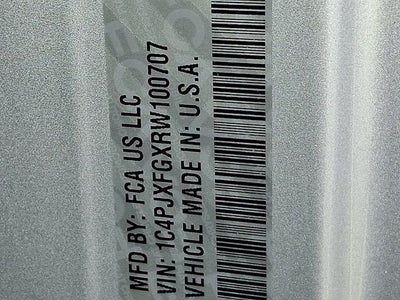 MFD BY: FCA US LLC
VIN: 1C4PJXFGXRW100707
VEHICLE MADE IN: U.S.A.